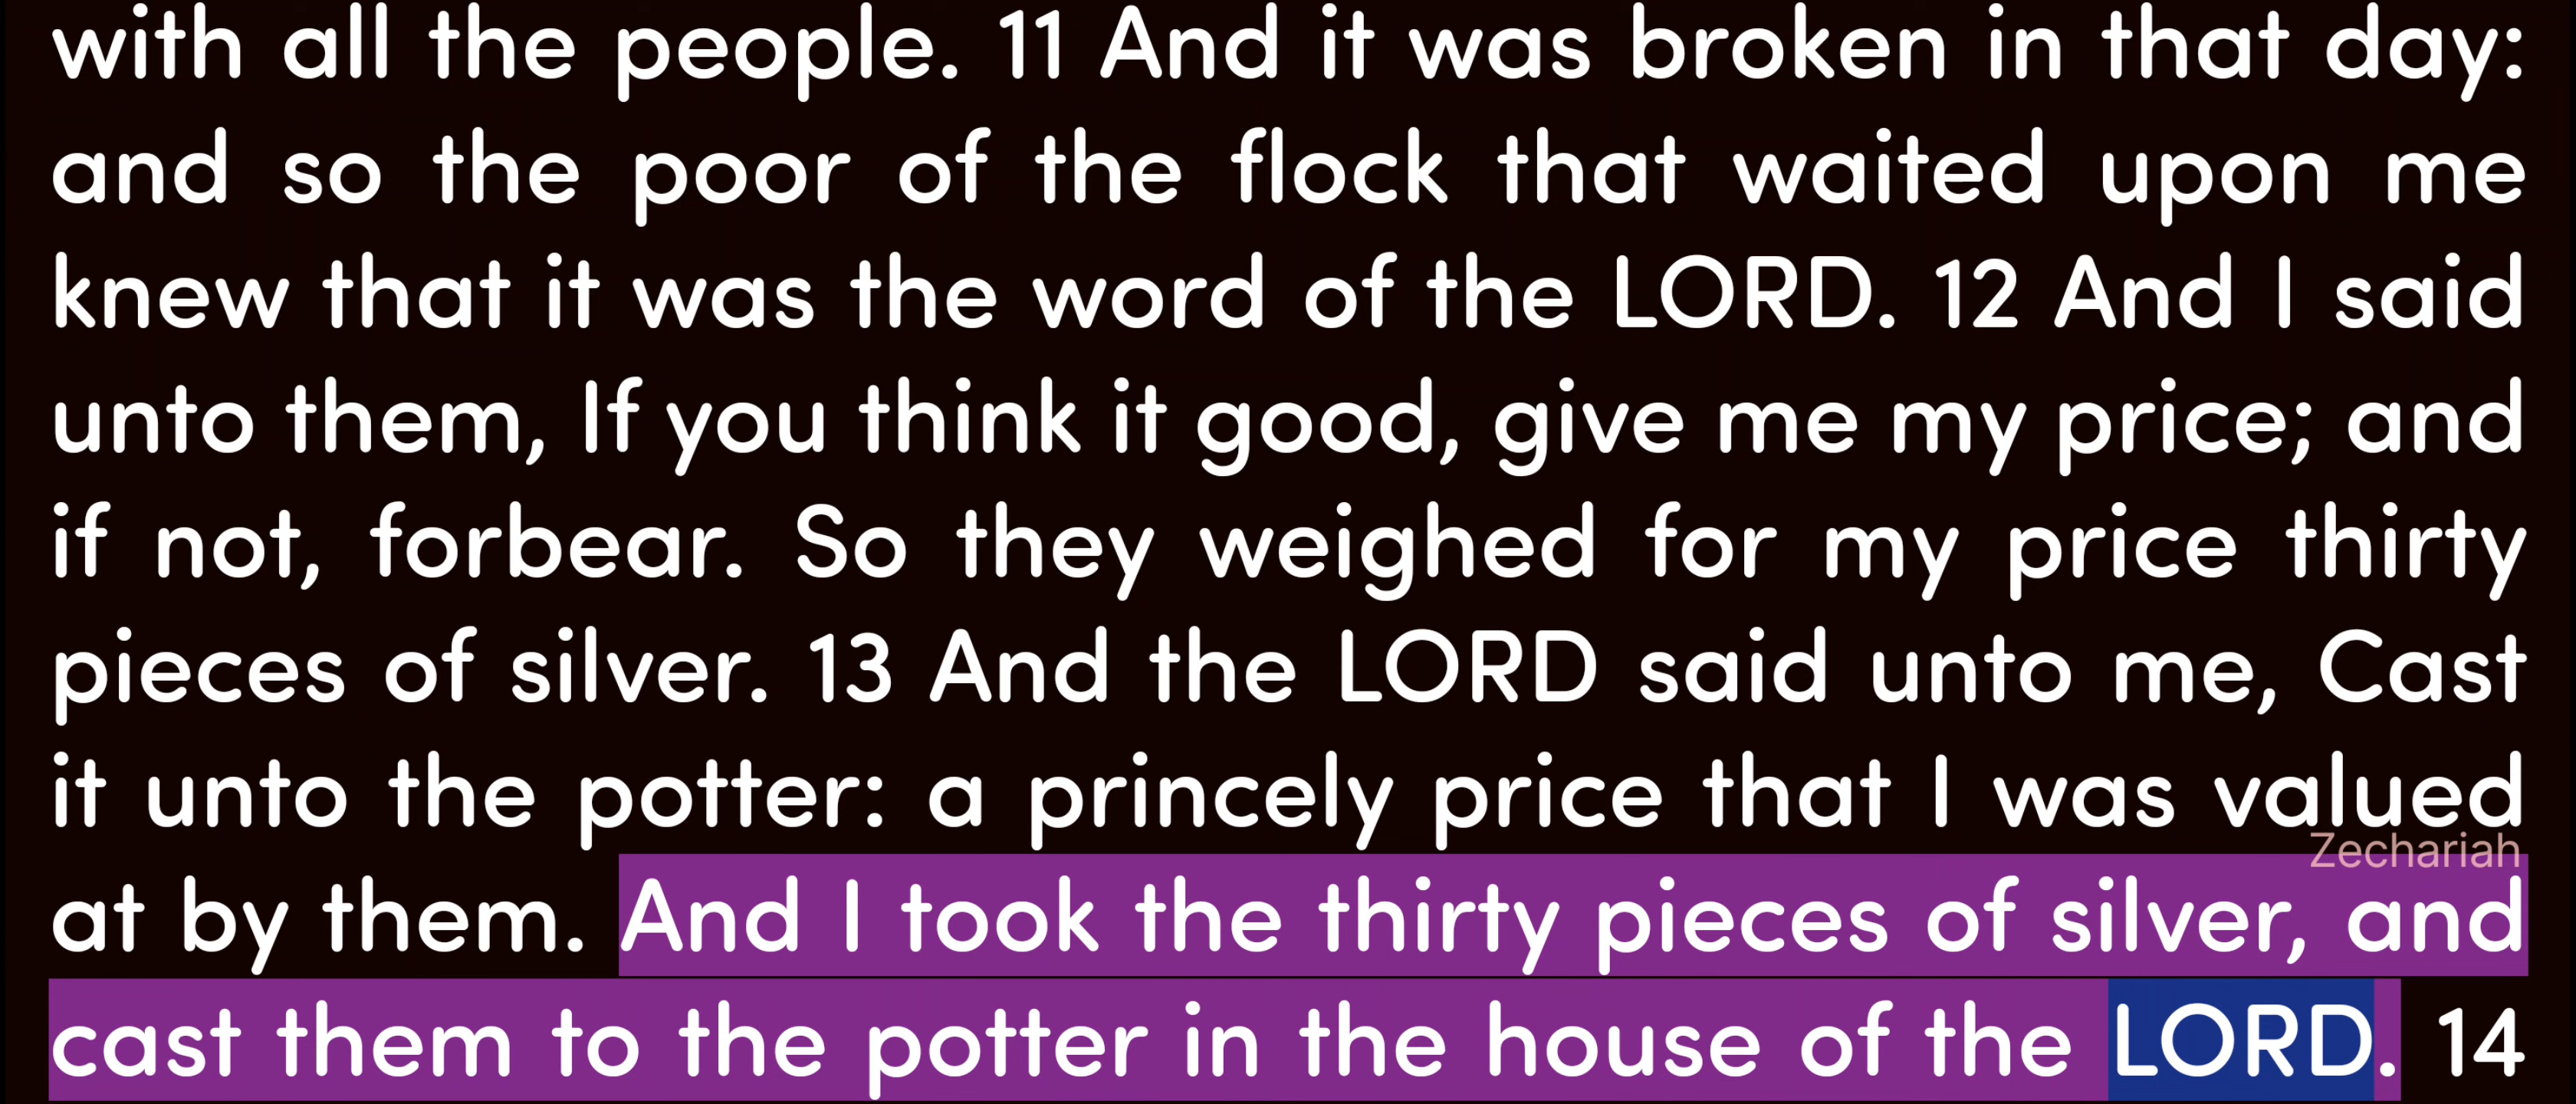 with all the people. 11 And it was broken in that day:
and so the poor of the flock that waited upon me
knew that it was the word of the LORD. 12 And I said
unto them, If you think it good, give me my price; and
if not, forbear. So they weighed for my price thirty
pieces of silver. 13 And the LORD said unto me, Cast
it unto the potter: a princely price that I was valued
Zechariah
at by them. And I took the thirty pieces of silver, and
cast them to the potter in the house of the LORD. 14